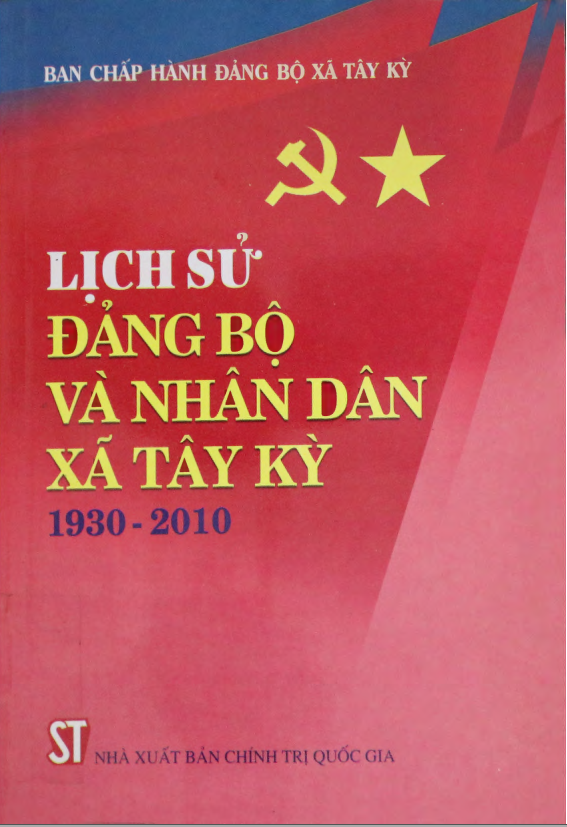 BAN CHẤP HÀNH ĐẢNG BỘ XÃ TÂY KỲ
LỊCH SỬ
ĐẢNG BỘ
VÀ NHÂN DÂN
XÃ TÂY KỲ
1930 - 2010
ST NHÀ XUẤT BẢN CHÍNH TRỊ QUỐC GIA